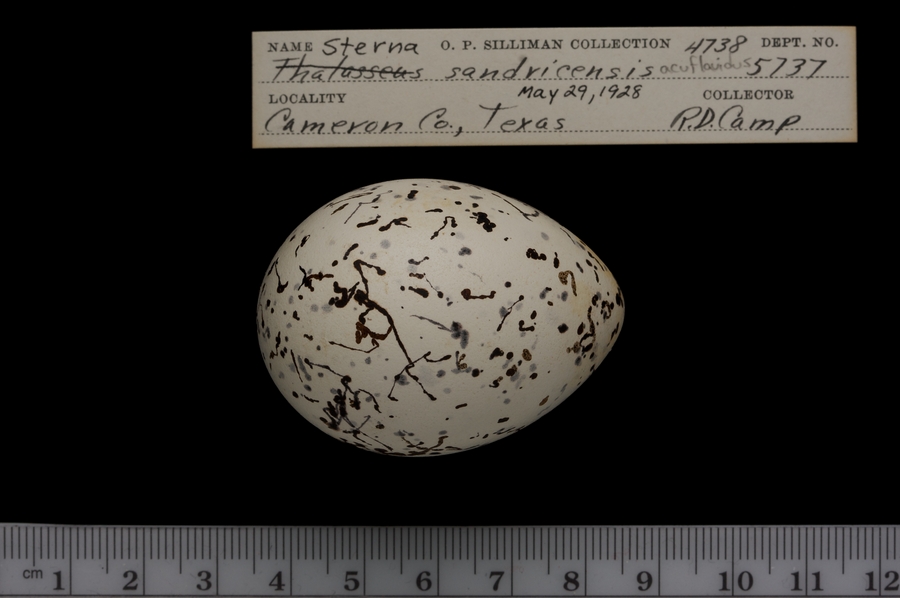 NAME Sterna O. P. SILLIMAN COLLECTION 4738 DEPT. NO.
Thalasseus sandvicensis acuflavidus 5737
LOCALITY May 29, 1928 COLLECTOR
Cameron Co., Texas R.D. Camp
cm 1 2 3 4 5 6 7 8 9 10 11 12